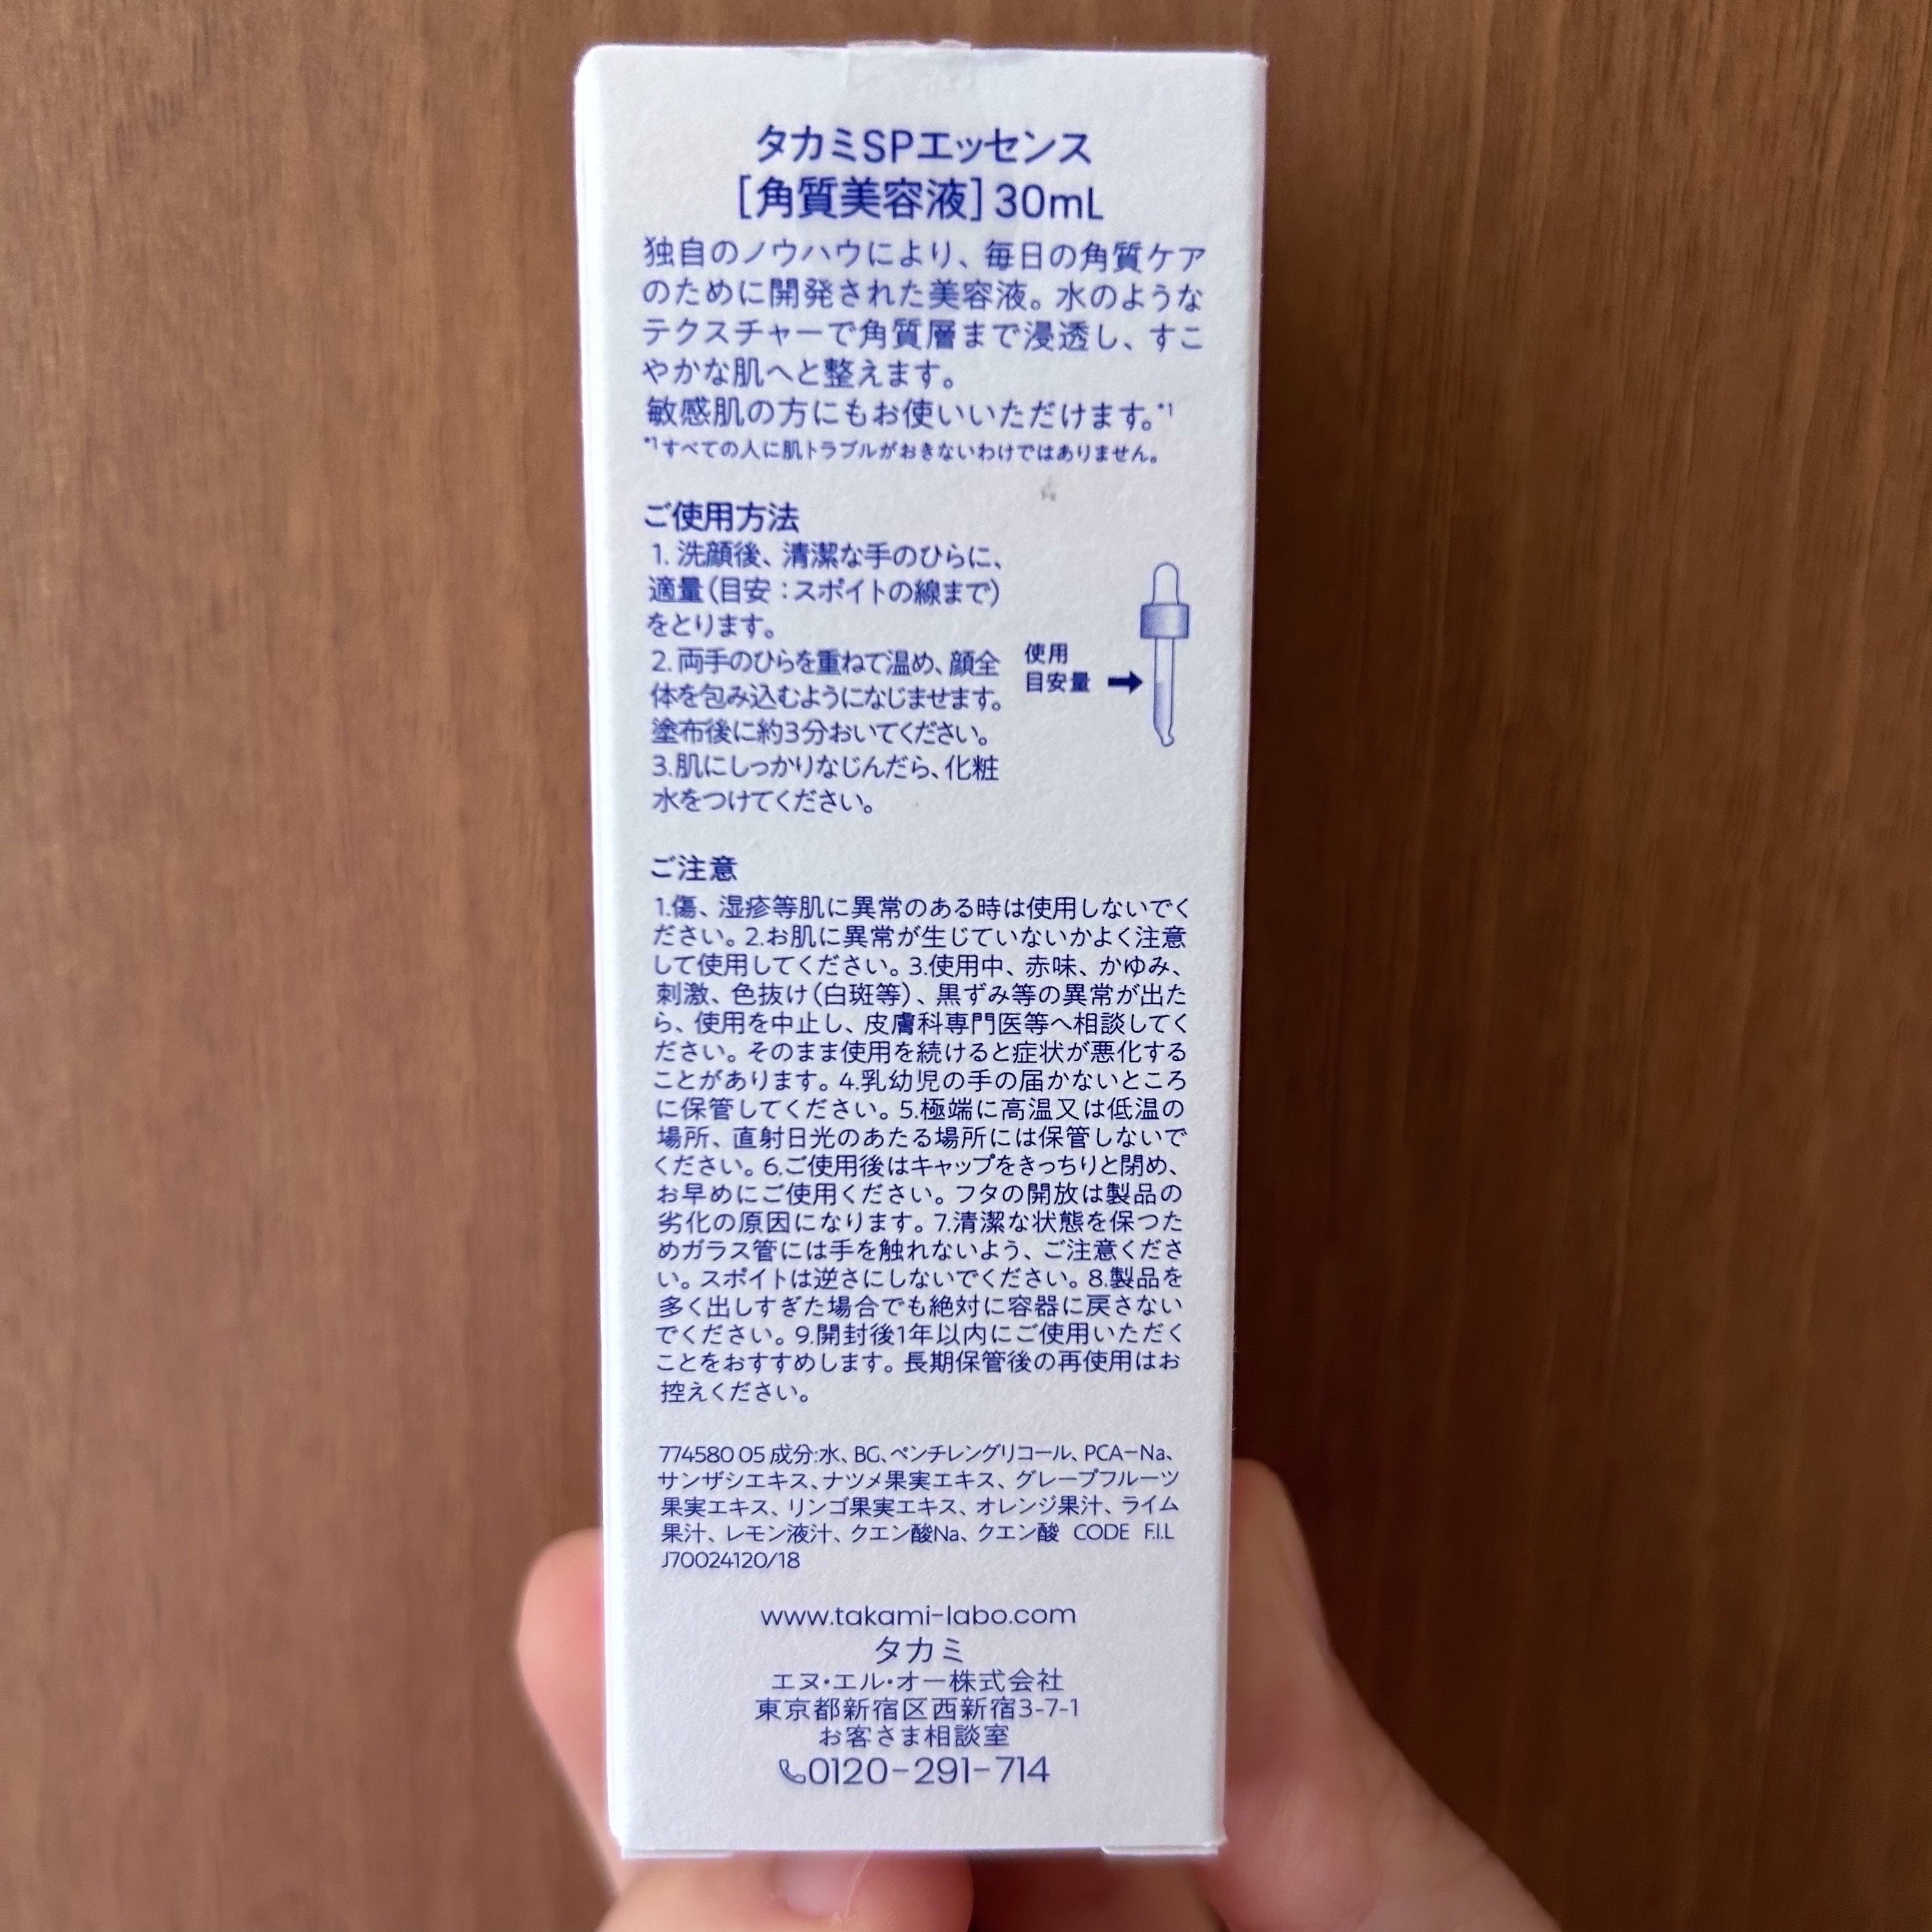 タカミSPエッセンス
［角質美容液］30mL
独自のノウハウにより、毎日の角質ケア
のために開発された美容液。水のような
テクスチャーで角質層まで浸透し、すこ
やかな肌へと整えます。
敏感肌の方にもお使いいただけます。*1
*1すべての人に肌トラブルがおきないわけではありません。
ご使用方法
1. 洗顔後、清潔な手のひらに、
適量（目安：スポイトの線まで）
をとります。
2. 両手のひらを重ねて温め、顔全
体を包み込むようになじませます。
塗布後に約3分おいてください。
3.肌にしっかりなじんだら、化粧
水をつけてください。
使用
目安量
ご注意
1.傷、湿疹等肌に異常のある時は使用しないでく
ださい。2.お肌に異常が生じていないかよく注意
して使用してください。3.使用中、赤味、かゆみ、
刺激、色抜け（白斑等）、黒ずみ等の異常が出た
ら、使用を中止し、皮膚科専門医等へ相談してく
ださい。そのまま使用を続けると症状が悪化する
ことがあります。4.乳幼児の手の届かないところ
に保管してください。5.極端に高温又は低温の
場所、直射日光のあたる場所には保管しないで
ください。6.ご使用後はキャップをきっちりと閉め、
お早めにご使用ください。フタの開放は製品の
劣化の原因になります。7.清潔な状態を保つた
めガラス管には手を触れないよう、ご注意くださ
い。スポイトは逆さにしないでください。8.製品を
多く出しすぎた場合でも絶対に容器に戻さない
でください。9.開封後1年以内にご使用いただく
ことをおすすめします。長期保管後の再使用はお
控えください。
774580 05 成分:水、BG、ペンチレングリコール、PCA−Na、
サンザシエキス、ナツメ果実エキス、グレープフルーツ
果実エキス、リンゴ果実エキス、オレンジ果汁、ライム
果汁、レモン液汁、クエン酸Na、クエン酸 CODE F.I.L
J70024120/18
www.takami-labo.com
タカミ
エヌ・エル・オー株式会社
東京都新宿区西新宿3-7-1
お客さま相談室
0120-291-714